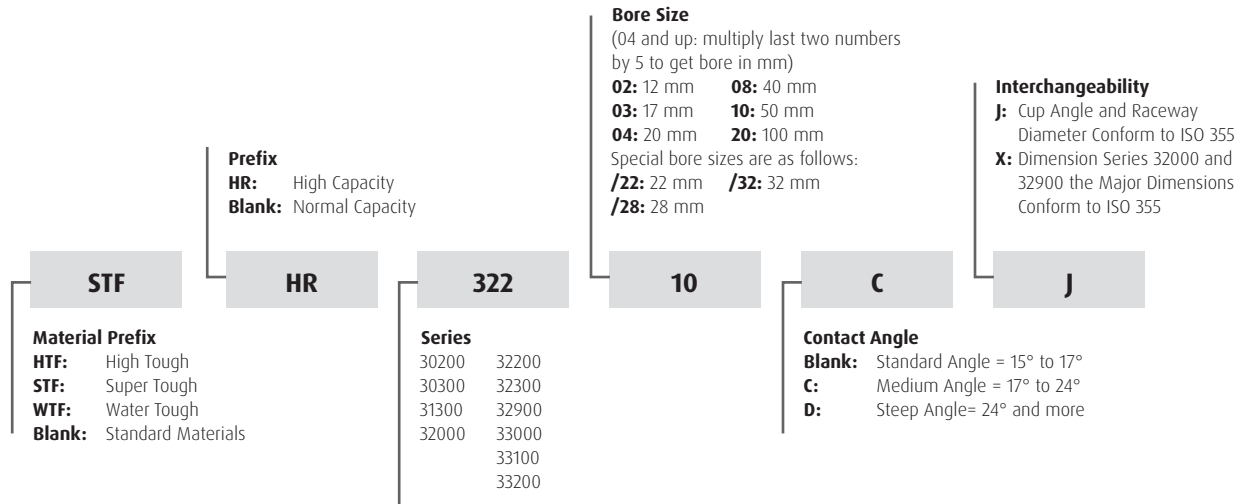 Bore Size
(04 and up: multiply last two numbers
by 5 to get bore in mm)
02: 12 mm 08: 40 mm
03: 17 mm 10: 50 mm
04: 20 mm 20: 100 mm
Special bore sizes are as follows:
/22: 22 mm /32: 32 mm
/28: 28 mm
Interchangeability
J: Cup Angle and Raceway
Diameter Conform to ISO 355
X: Dimension Series 32000 and
32900 the Major Dimensions
Conform to ISO 355
Prefix
HR: High Capacity
Blank: Normal Capacity
STF HR 322 10 C J
Material Prefix
HTF: High Tough
STF: Super Tough
WTF: Water Tough
Blank: Standard Materials
Series
30200 32200
30300 32300
31300 32900
32000 33000
33100
33200
Contact Angle
Blank: Standard Angle = 15° to 17°
C: Medium Angle = 17° to 24°
D: Steep Angle= 24° and more